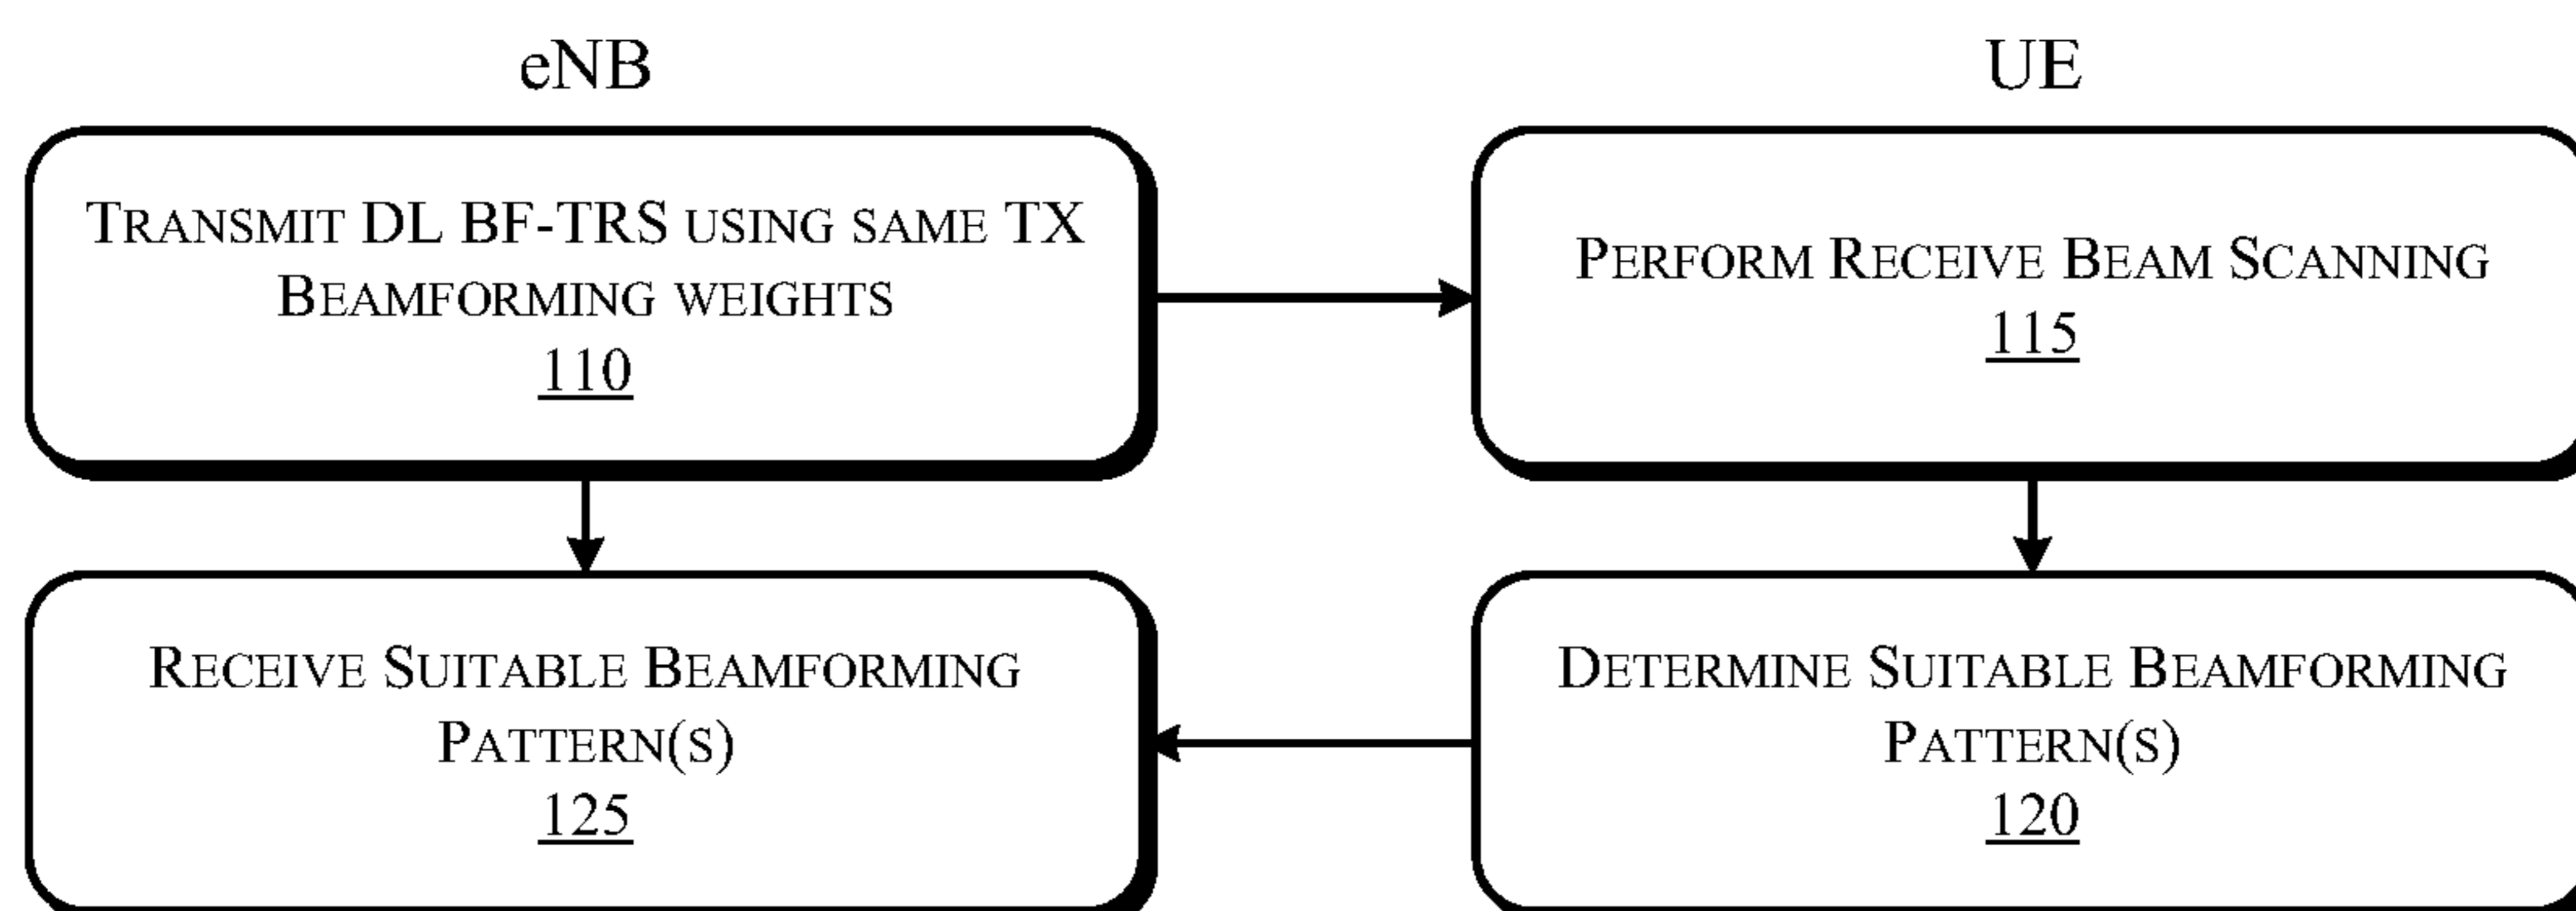 eNB
UE
TRANSMIT DL BF-TRS USING SAME TX
BEAMFORMING WEIGHTS
110
PERFORM RECEIVE BEAM SCANNING
115
RECEIVE SUITABLE BEAMFORMING
PATTERN(S)
125
DETERMINE SUITABLE BEAMFORMING
PATTERN(S)
120